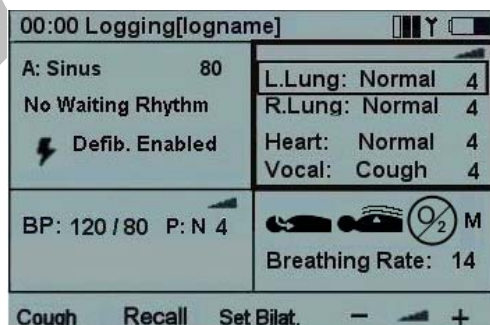 00:00 Logging[logname]
A: Sinus 80
No Waiting Rhythm
Defib. Enabled
L.Lung: Normal 4
R.Lung: Normal 4
Heart: Normal 4
Vocal: Cough 4
BP: 120 / 80 P: N 4
O2 M
Breathing Rate: 14
Cough Recall Set Bilat. - +